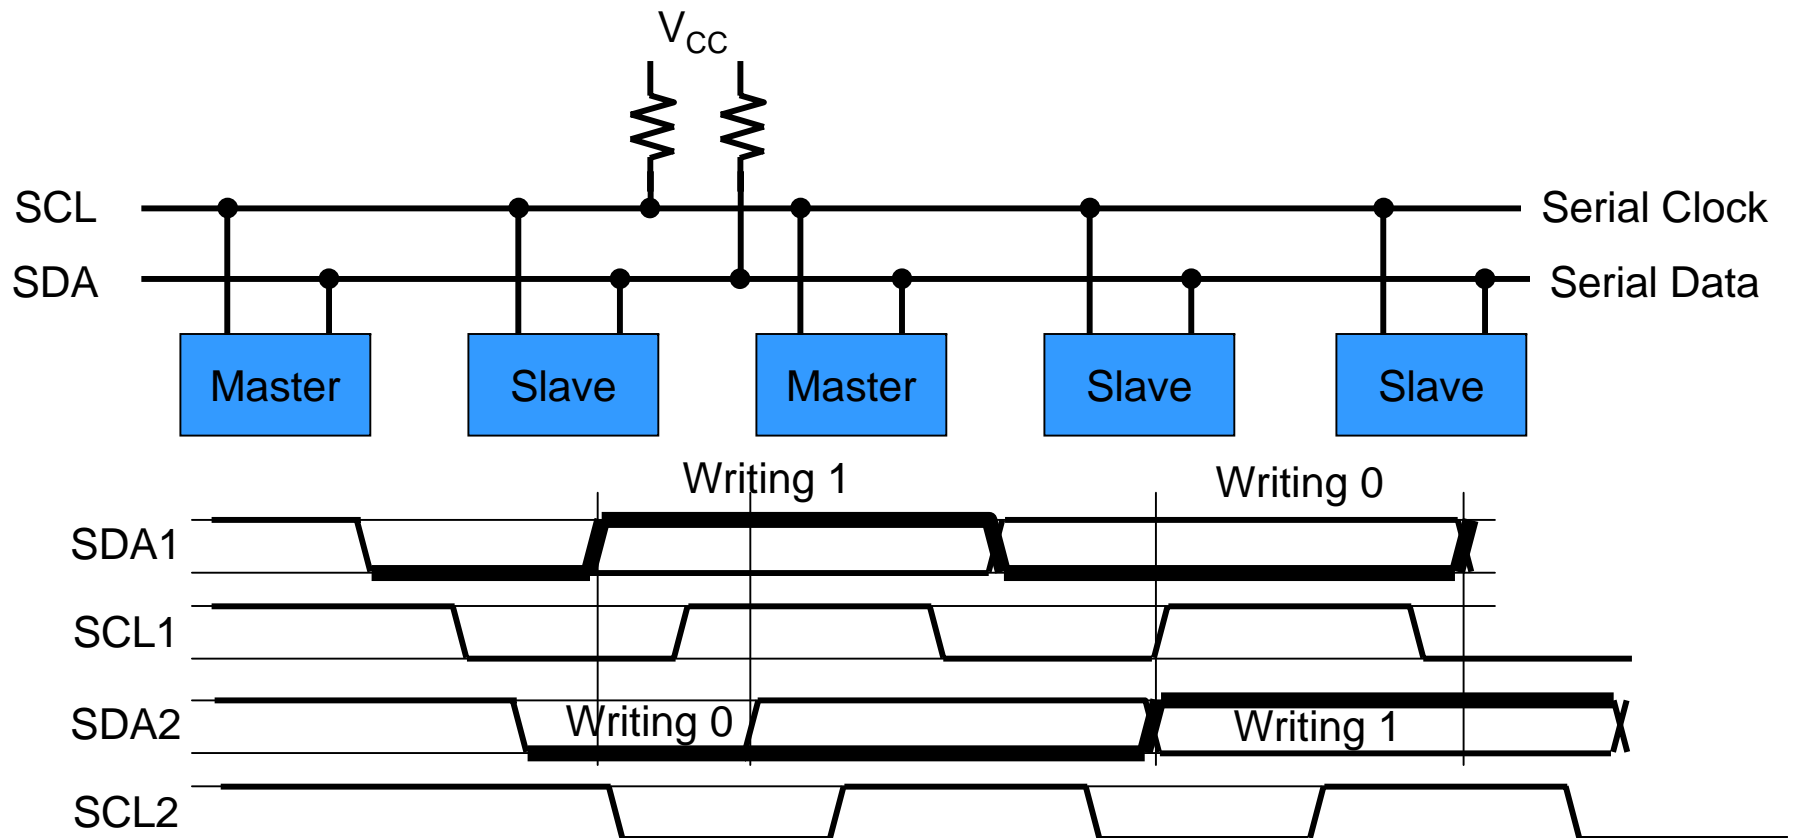 VCC
SCL
Serial Clock
SDA
Serial Data
Master
Slave
Master
Slave
Slave
Writing 1
Writing 0
SDA1
SCL1
SDA2
Writing 0
Writing 1
SCL2